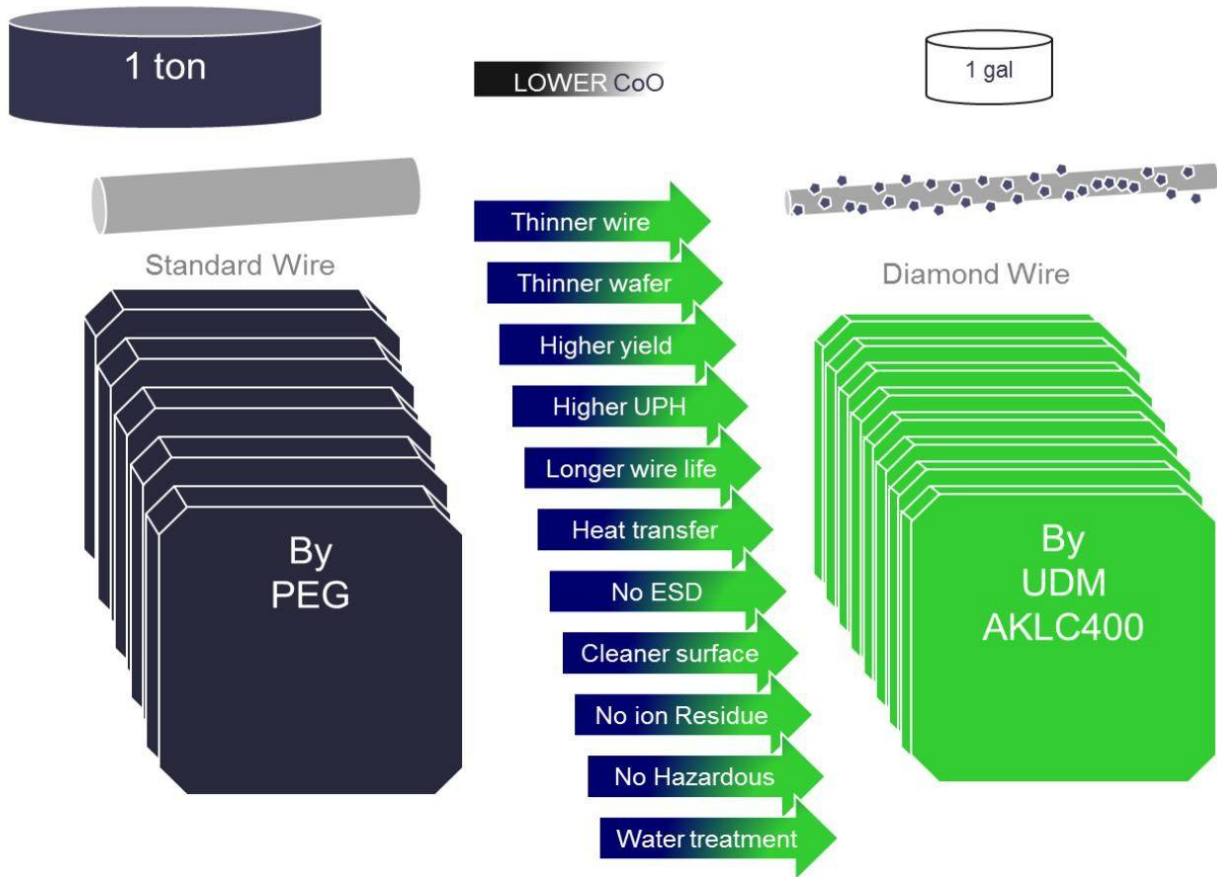 1 ton
LOWER CoO
1 gal
Standard Wire
Diamond Wire
Thinner wire
Thinner wafer
Higher yield
Higher UPH
Longer wire life
Heat transfer
No ESD
Cleaner surface
No ion Residue
No Hazardous
Water treatment
By
PEG
By
UDM
AKLC400